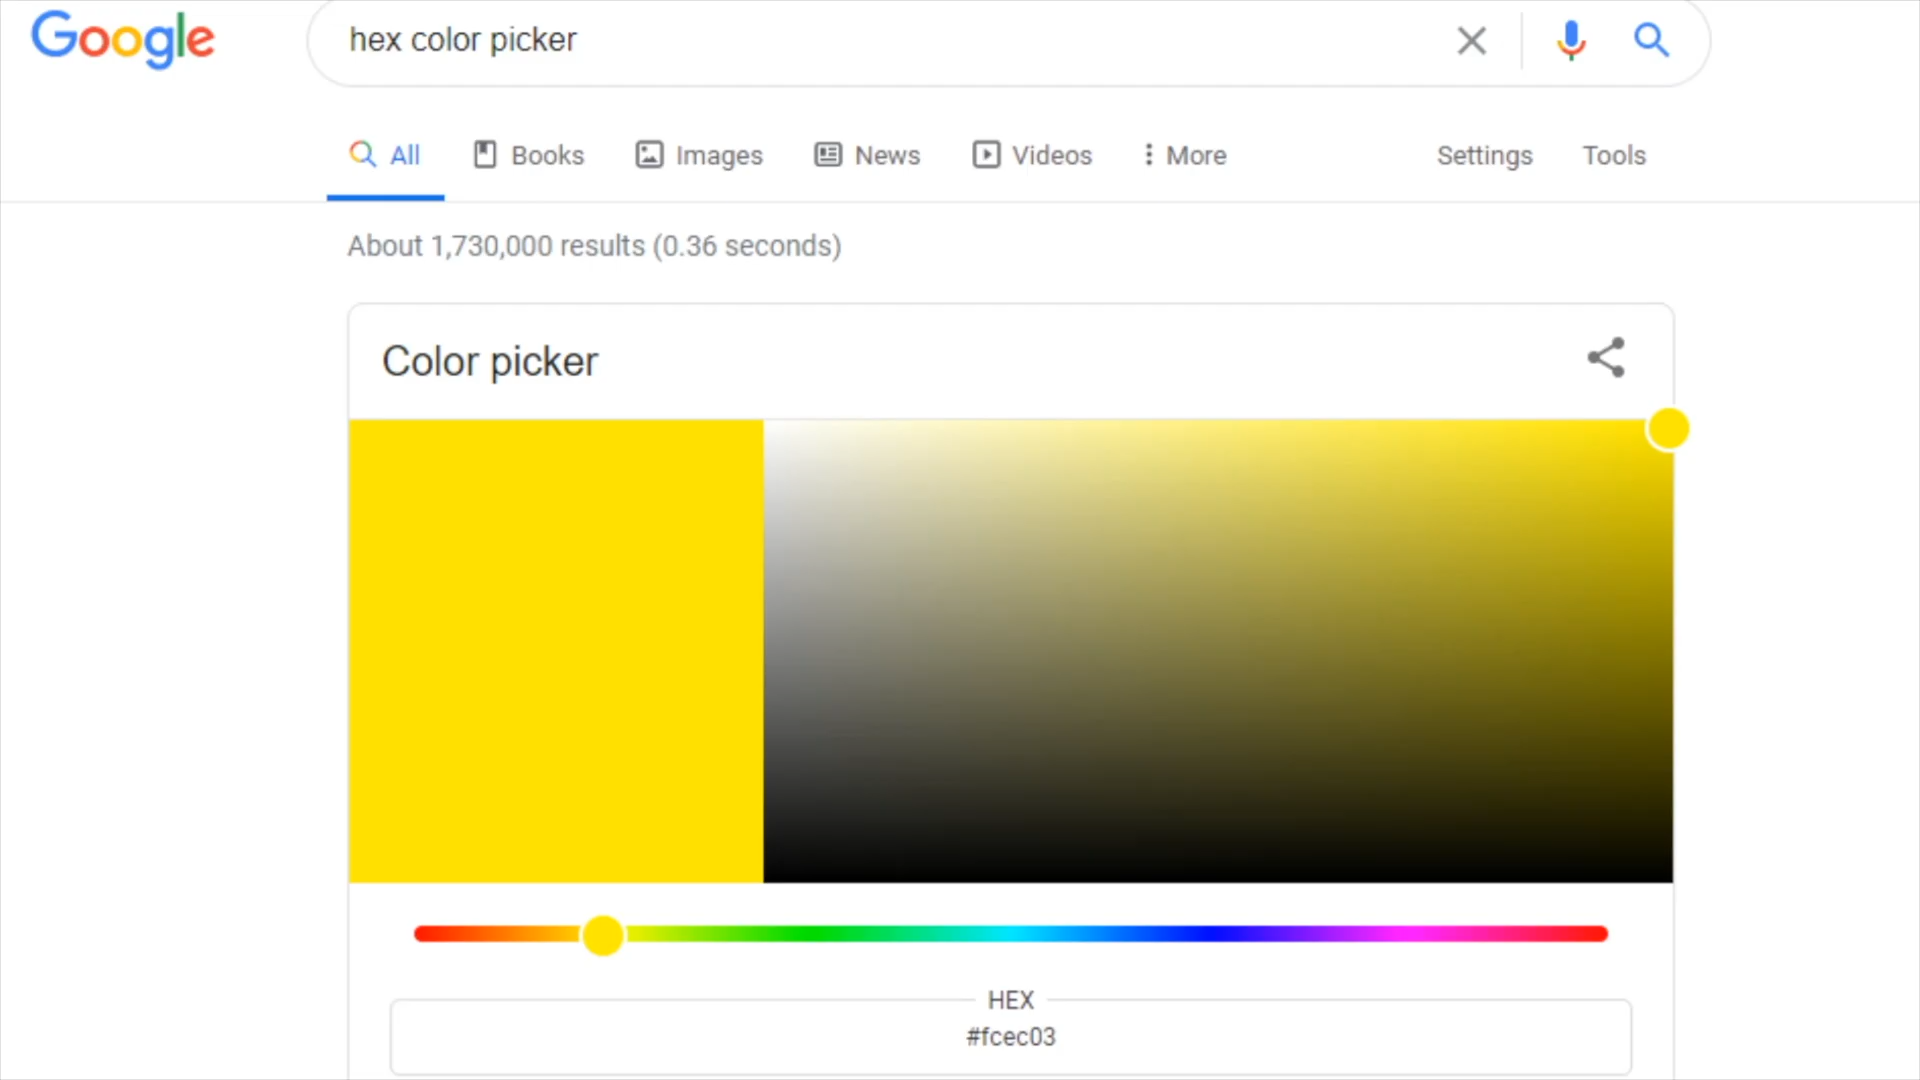 Google
hex color picker
All Books Images News Videos More Settings Tools
About 1,730,000 results (0.36 seconds)
Color picker
HEX
#fcec03